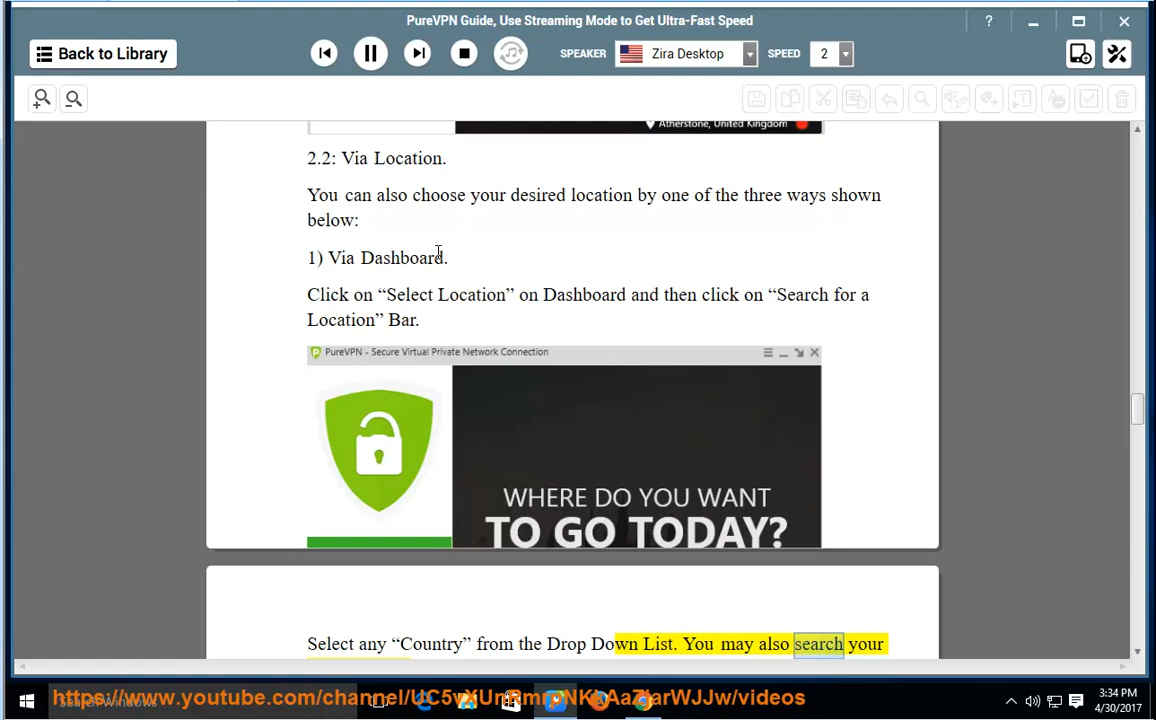 PureVPN Guide, Use Streaming Mode to Get Ultra-Fast Speed
Back to Library
SPEAKER Zira Desktop SPEED 2
Atherstone, United Kingdom
2.2: Via Location.
You can also choose your desired location by one of the three ways shown
below:
1) Via Dashboard.
Click on “Select Location” on Dashboard and then click on “Search for a
Location” Bar.
PureVPN - Secure Virtual Private Network Connection
WHERE DO YOU WANT
TO GO TODAY?
Select any “Country” from the Drop Down List. You may also search your
3:34 PM
4/30/2017